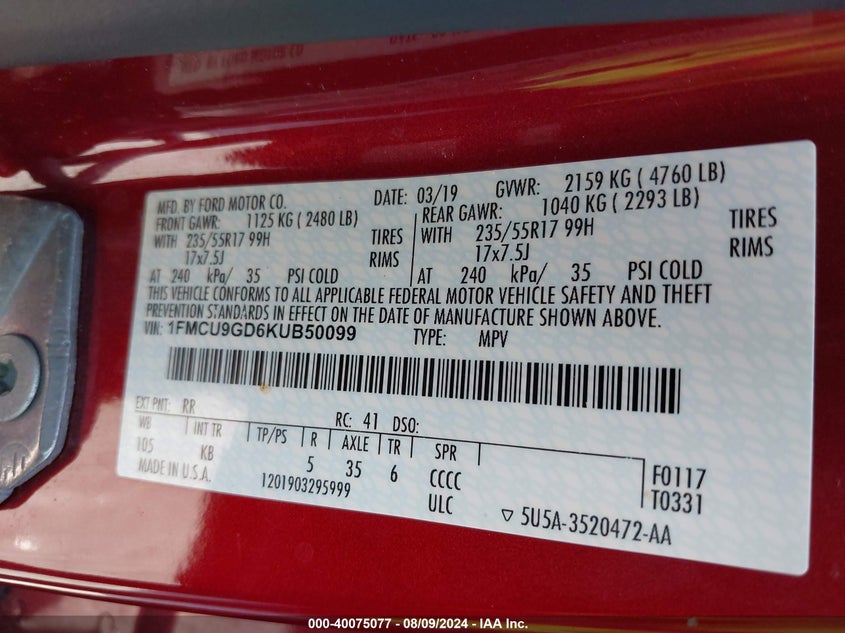 MFD. BY FORD MOTOR CO.
DATE: 03/19 GVWR: 2159 KG ( 4760 LB)
FRONT GAWR: 1125 KG ( 2480 LB) REAR GAWR: 1040 KG ( 2293 LB)
WITH 235/55R17 99H TIRES WITH 235/55R17 99H TIRES
17x7.5J RIMS 17x7.5J RIMS
AT 240 kPa/ 35 PSI COLD AT 240 kPa/ 35 PSI COLD
THIS VEHICLE CONFORMS TO ALL APPLICABLE FEDERAL MOTOR VEHICLE SAFETY AND THEFT
PREVENTION STANDARDS IN EFFECT ON THE DATE OF MANUFACTURE SHOWN ABOVE.
VIN: 1FMCU9GD6KUB50099 TYPE: MPV
EXT PNT: RR RC: 41 DSO:
WB INT TR TP/PS R AXLE TR SPR
105 KB 5 35 6 CCCC F0117
MADE IN U.S.A. 1201903295999 ULC T0331
▽ 5U5A-3520472-AA
000-40075077 - 08/09/2024 - IAA Inc.